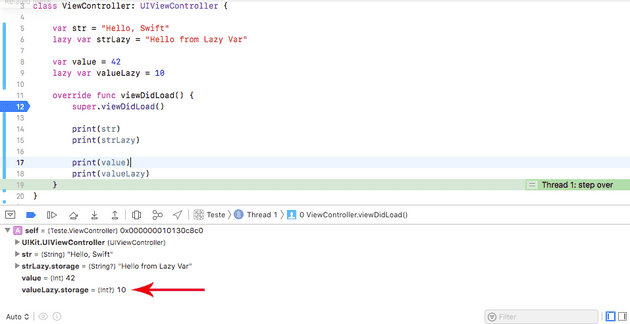 3 class ViewController: UIViewController {
4
5 var str = "Hello, Swift"
6 lazy var strLazy = "Hello from Lazy Var"
7
8 var value = 42
9 lazy var valueLazy = 10
10
11 override func viewDidLoad() {
12 super.viewDidLoad()
13
14 print(str)
15 print(strLazy)
16
17 print(value)
18 print(valueLazy)
19 } = Thread 1: step over
20 }
Teste Thread 1 0 ViewController.viewDidLoad()
A self = (Teste.ViewController) 0x000000010130c8c0
UIKit.UIViewController (UIViewController)
str = (String) "Hello, Swift"
strLazy.storage = (String?) "Hello from Lazy Var"
value = (Int) 42
valueLazy.storage = (Int?) 10
Auto Filter